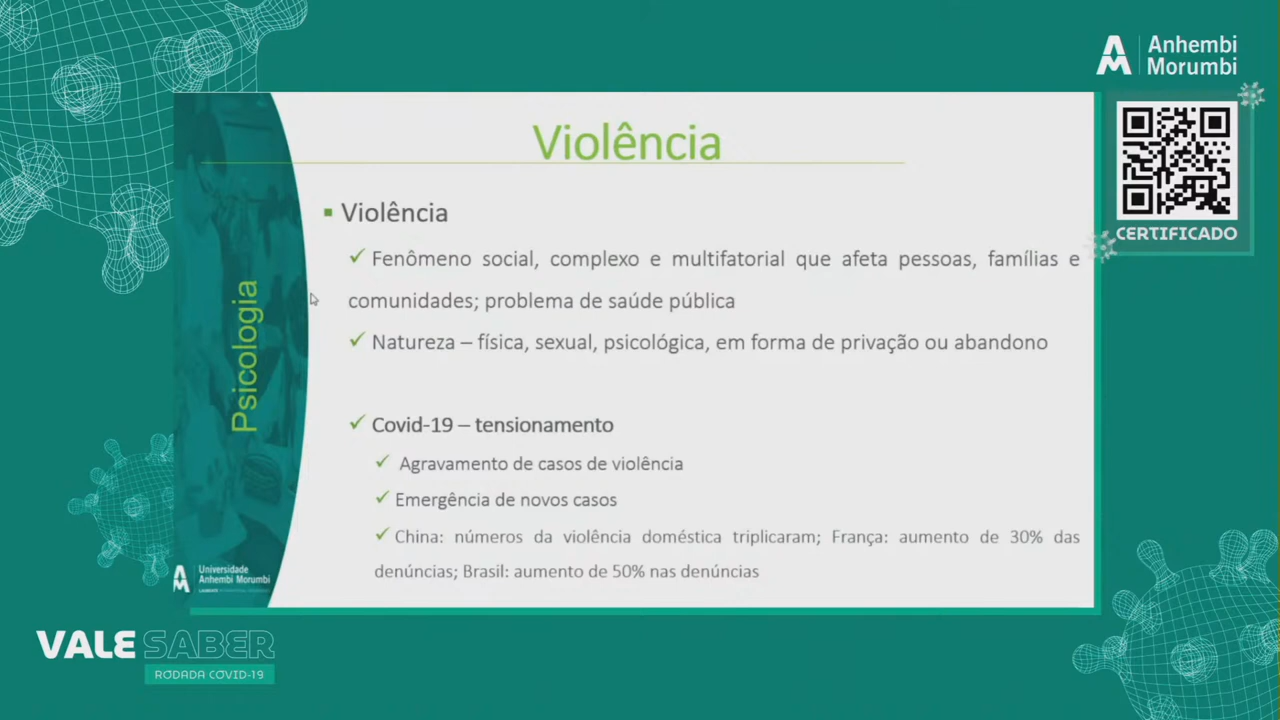 Anhembi
Morumbi
Violência
Violência
Fenômeno social, complexo e multifatorial que afeta pessoas, famílias e
comunidades; problema de saúde pública
Natureza – física, sexual, psicológica, em forma de privação ou abandono
Covid-19 – tensionamento
Agravamento de casos de violência
Emergência de novos casos
China: números da violência doméstica triplicaram; França: aumento de 30% das
denúncias; Brasil: aumento de 50% nas denúncias
Psicologia
Universidade
Anhembi Morumbi
CERTIFICADO
VALE SABER
RODADA COVID-19